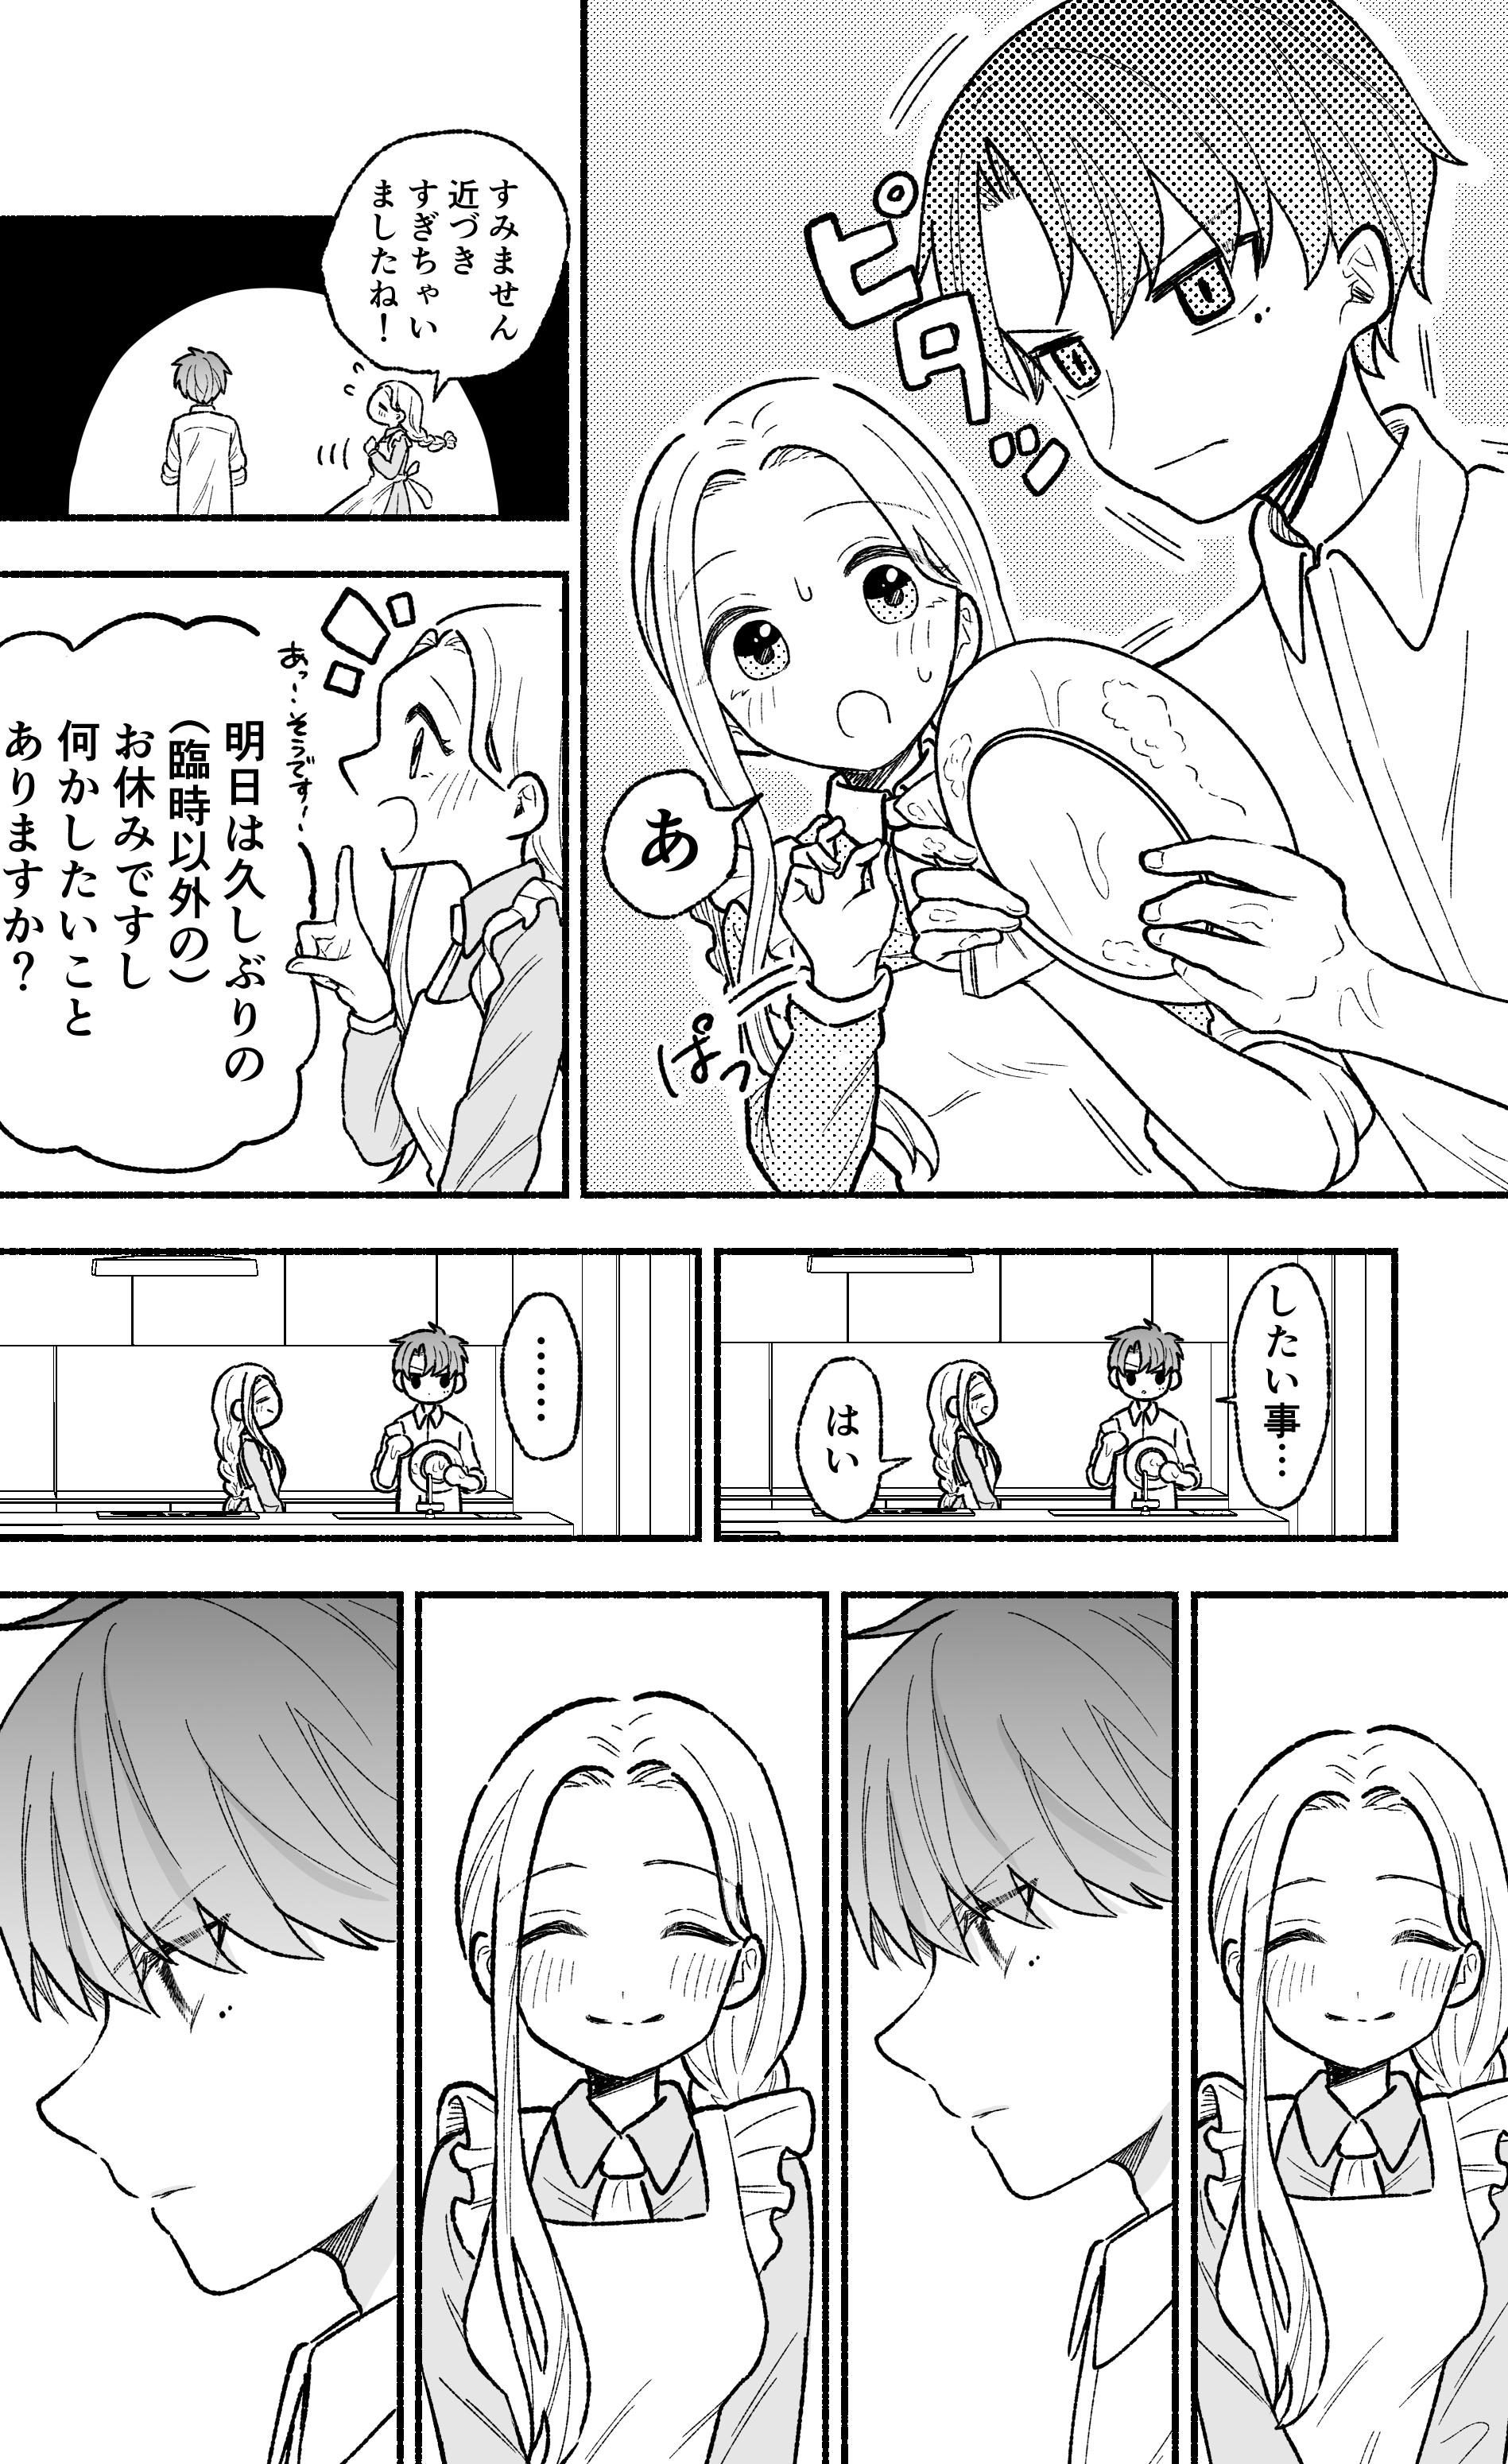 ピタッ
あ
ぱっ
すみません
近づき
すぎちゃい
ましたね！
あっ…そうです！
明日は久しぶりの
（臨時以外の）
お休みですし
何かしたいこと
ありますか？
したい事…
はい
……